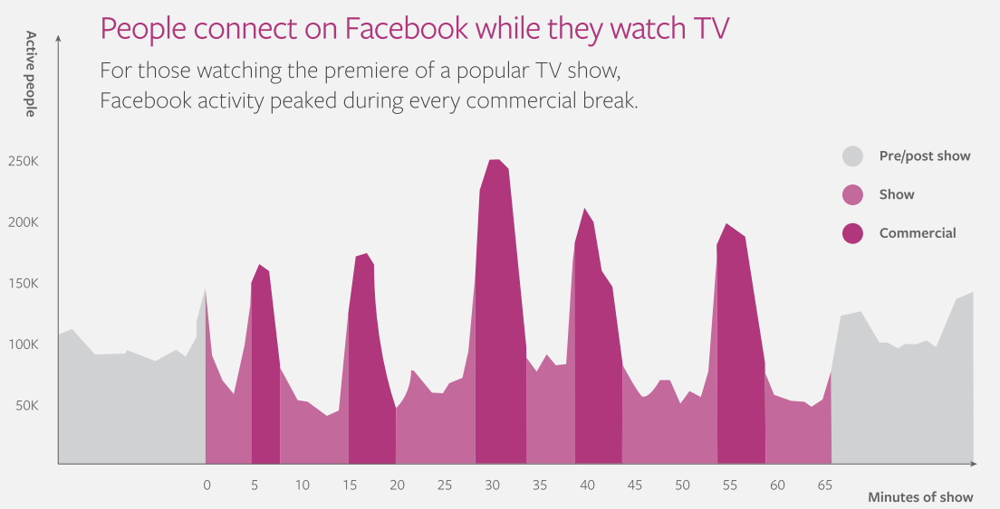 People connect on Facebook while they watch TV
For those watching the premiere of a popular TV show,
Facebook activity peaked during every commercial break.
Active people
250K
200K
150K
100K
50K
Pre/post show
Show
Commercial
0 5 10 15 20 25 30 35 40 45 50 55 60 65
Minutes of show